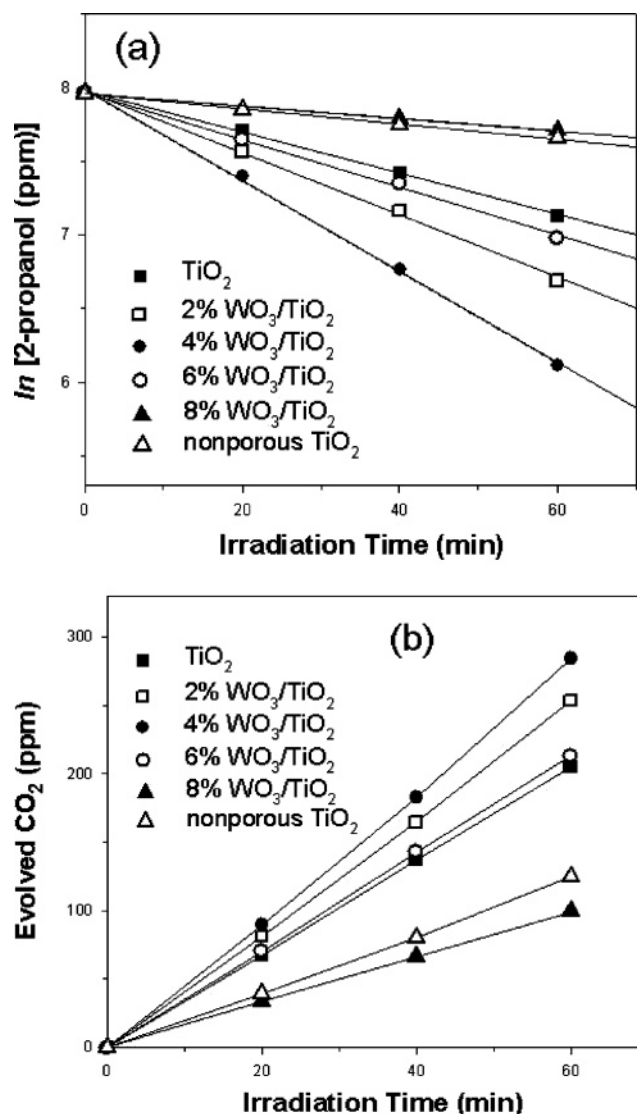 (a)
8
7
6
ln [2-propanol (ppm)]
TiO₂
2% WO₃/TiO₂
4% WO₃/TiO₂
6% WO₃/TiO₂
8% WO₃/TiO₂
nonporous TiO₂
0 20 40 60
Irradiation Time (min)
(b)
300
200
100
0
Evolved CO₂ (ppm)
TiO₂
2% WO₃/TiO₂
4% WO₃/TiO₂
6% WO₃/TiO₂
8% WO₃/TiO₂
nonporous TiO₂
0 20 40 60
Irradiation Time (min)